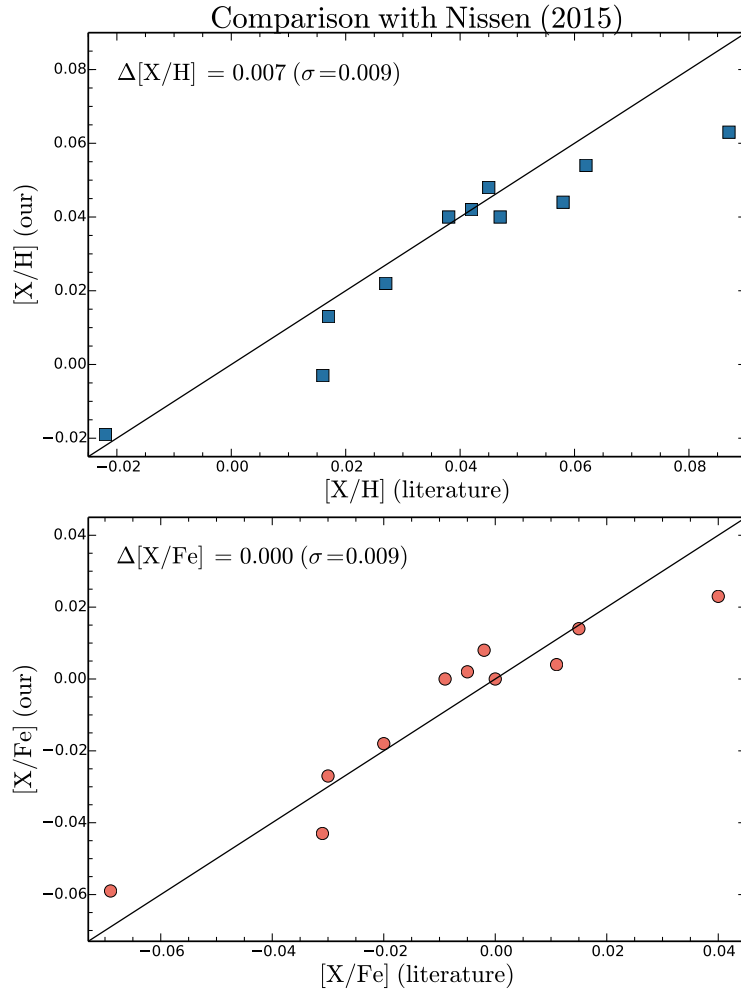 Comparison with Nissen (2015)
Δ[X/H] = 0.007 (σ=0.009)
0.08
0.06
0.04
0.02
0.00
−0.02
[X/H] (our)
−0.02 0.00 0.02 0.04 0.06 0.08
[X/H] (literature)
Δ[X/Fe] = 0.000 (σ=0.009)
0.04
0.02
0.00
−0.02
−0.04
−0.06
[X/Fe] (our)
−0.06 −0.04 −0.02 0.00 0.02 0.04
[X/Fe] (literature)